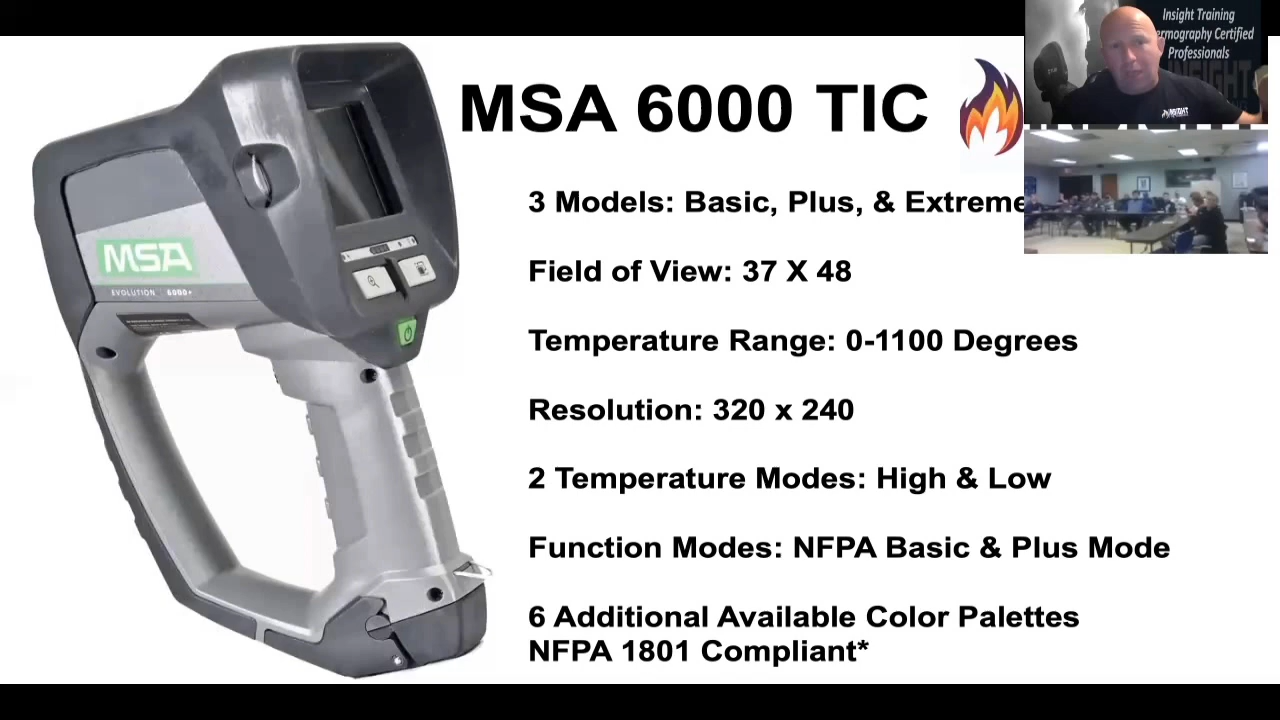 MSA 6000 TIC
3 Models: Basic, Plus, & Extreme
Field of View: 37 X 48
Temperature Range: 0-1100 Degrees
Resolution: 320 x 240
2 Temperature Modes: High & Low
Function Modes: NFPA Basic & Plus Mode
6 Additional Available Color Palettes
NFPA 1801 Compliant*
MSA
EVOLUTION 6000+
Insight Training
ermography Certified
Professionals
INSIGHT